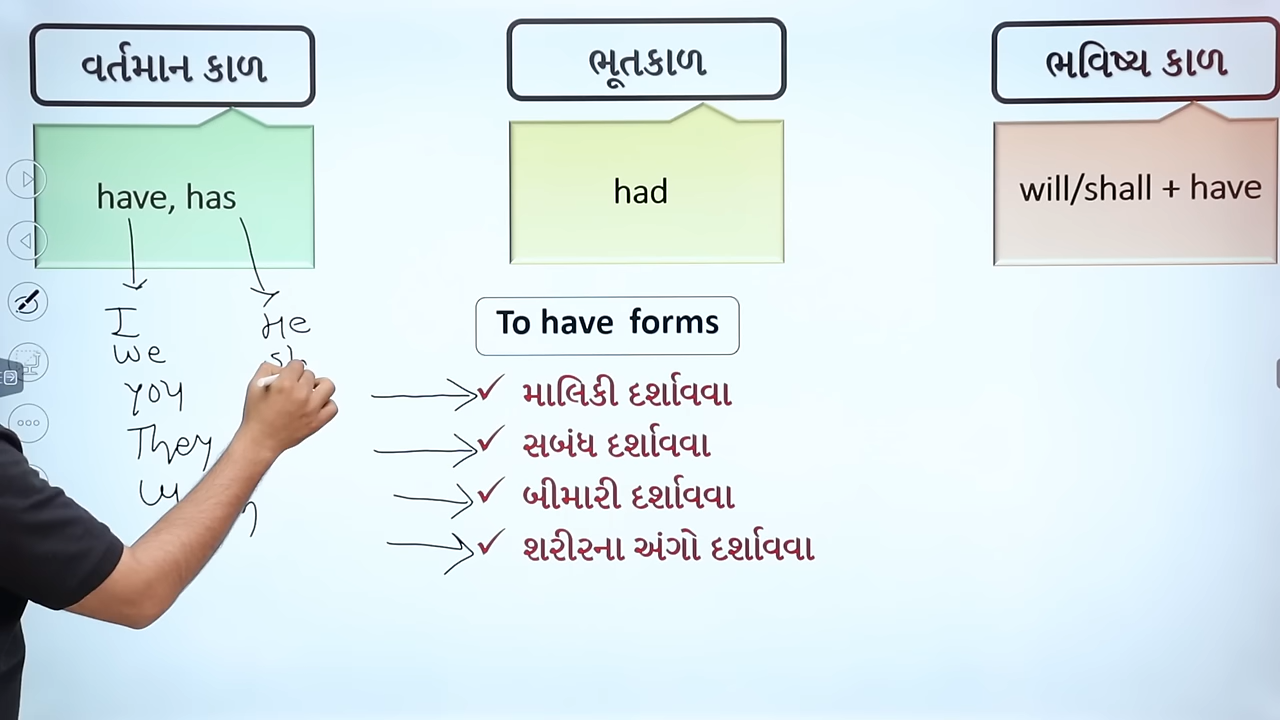 વર્તમાન કાળ
ભૂતકાળ
ભવિષ્ય કાળ
have, has
had
will/shall + have
I
We
You
They
He
To have forms
✓ માલિકી દર્શાવવા
✓ સબંધ દર્શાવવા
✓ બીમારી દર્શાવવા
✓ શરીરના અંગો દર્શાવવા